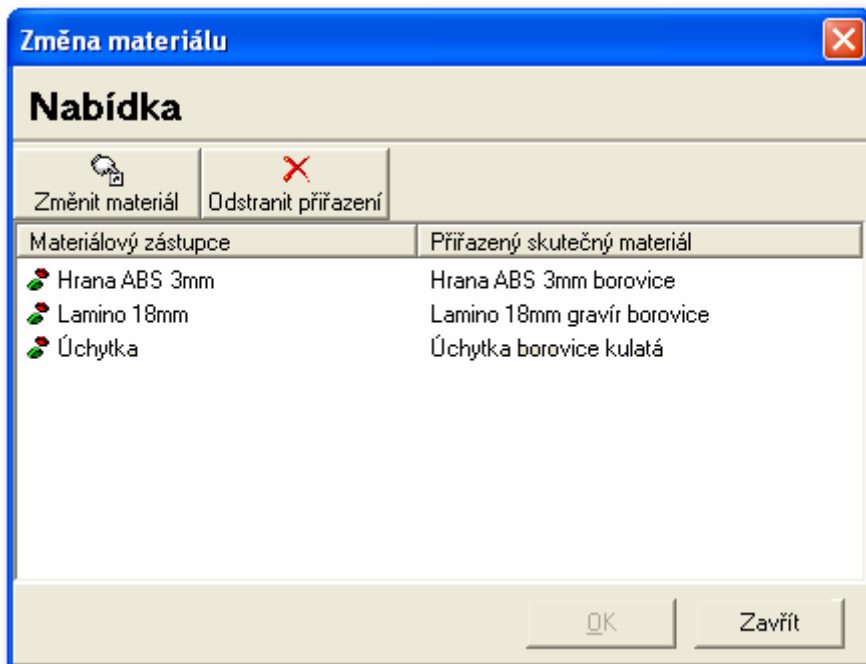 Změna materiálu
Nabídka
Změnit materiál Odstranit přiřazení
Materiálový zástupce Přiřazený skutečný materiál
Hrana ABS 3mm Hrana ABS 3mm borovice
Lamino 18mm Lamino 18mm gravír borovice
Úchytka Úchytka borovice kulatá
OK Zavřít